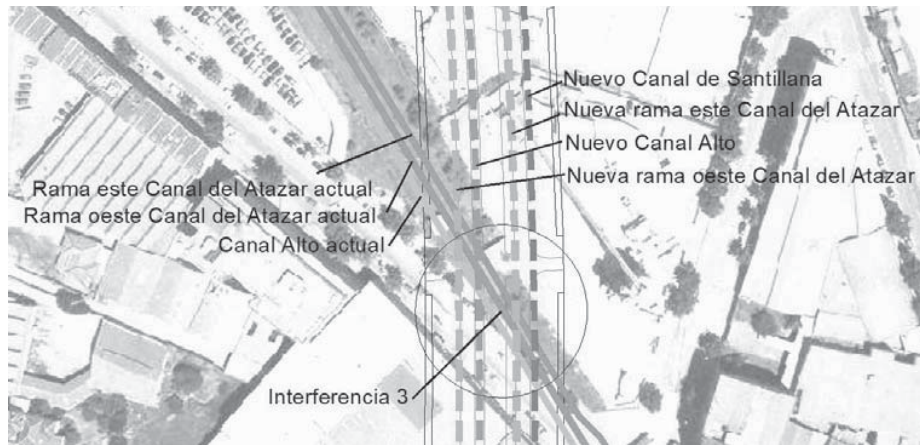 Nuevo Canal de Santillana
Nueva rama este Canal del Atazar
Nuevo Canal Alto
Nueva rama oeste Canal del Atazar
Rama este Canal del Atazar actual
Rama oeste Canal del Atazar actual
Canal Alto actual
Interferencia 3